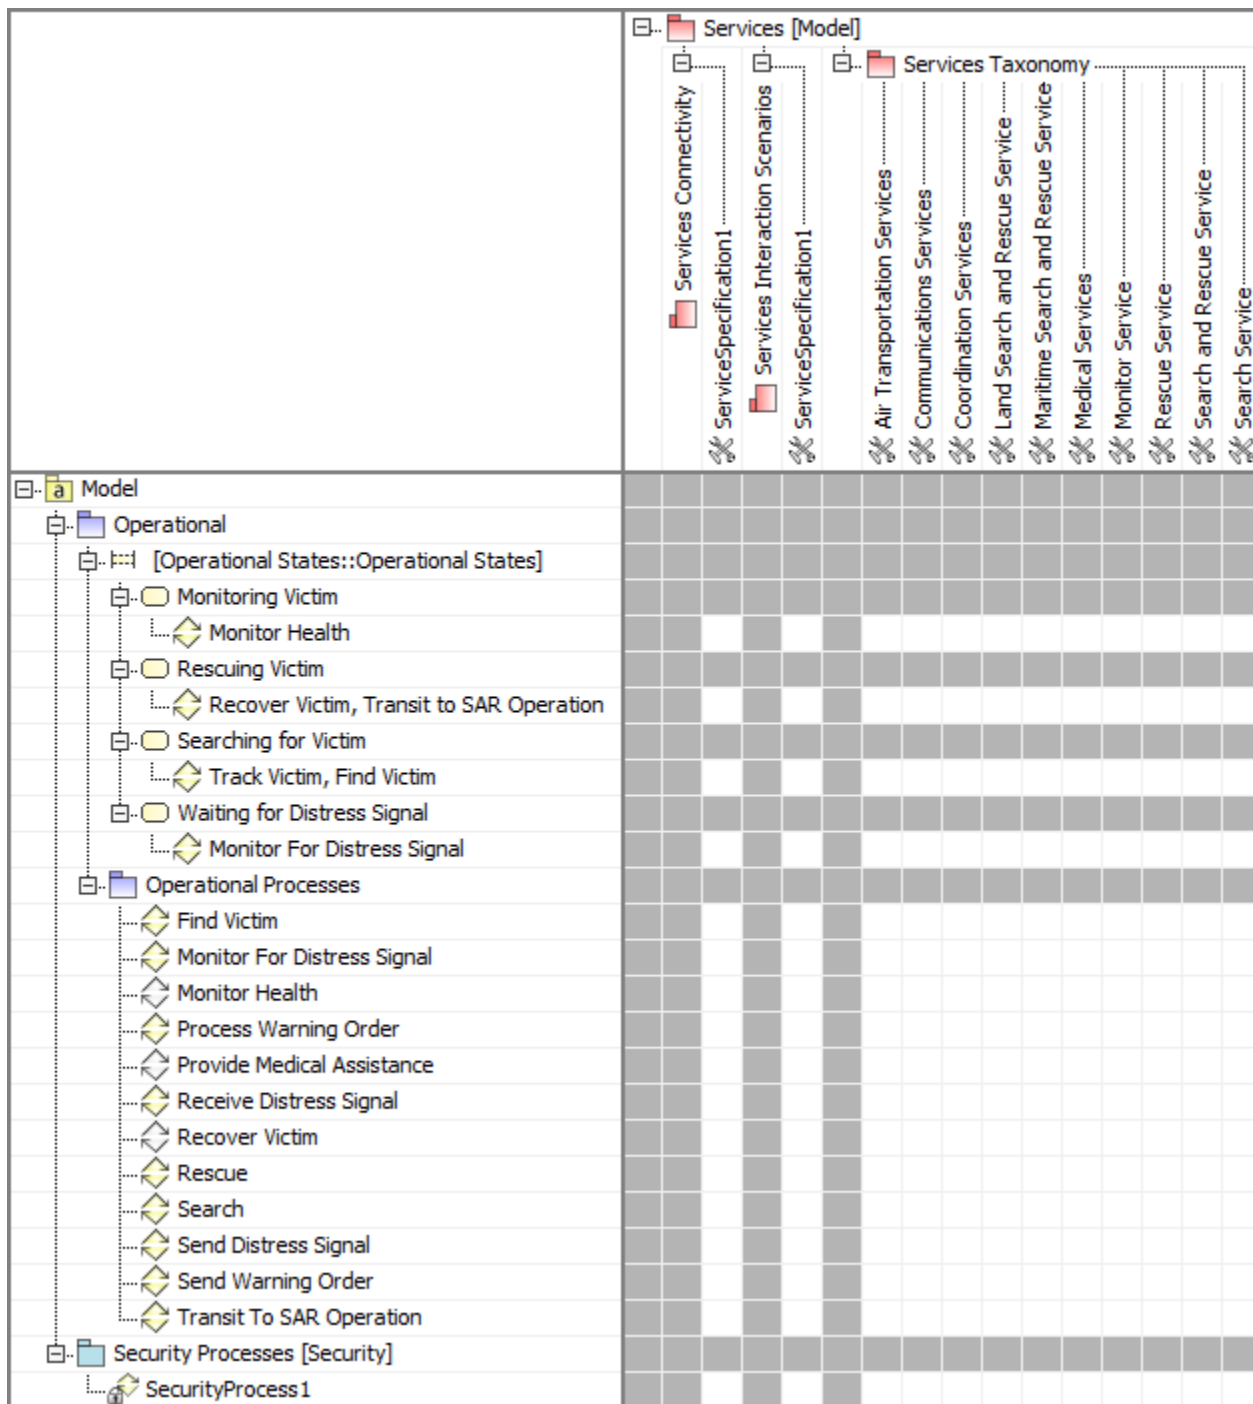 Services [Model]
Services Connectivity
ServiceSpecification1
Services Interaction Scenarios
ServiceSpecification1
Services Taxonomy
Air Transportation Services
Communications Services
Coordination Services
Land Search and Rescue Service
Maritime Search and Rescue Service
Medical Services
Monitor Service
Rescue Service
Search and Rescue Service
Search Service
a Model
Operational
[Operational States::Operational States]
Monitoring Victim
Monitor Health
Rescuing Victim
Recover Victim, Transit to SAR Operation
Searching for Victim
Track Victim, Find Victim
Waiting for Distress Signal
Monitor For Distress Signal
Operational Processes
Find Victim
Monitor For Distress Signal
Monitor Health
Process Warning Order
Provide Medical Assistance
Receive Distress Signal
Recover Victim
Rescue
Search
Send Distress Signal
Send Warning Order
Transit To SAR Operation
Security Processes [Security]
SecurityProcess1